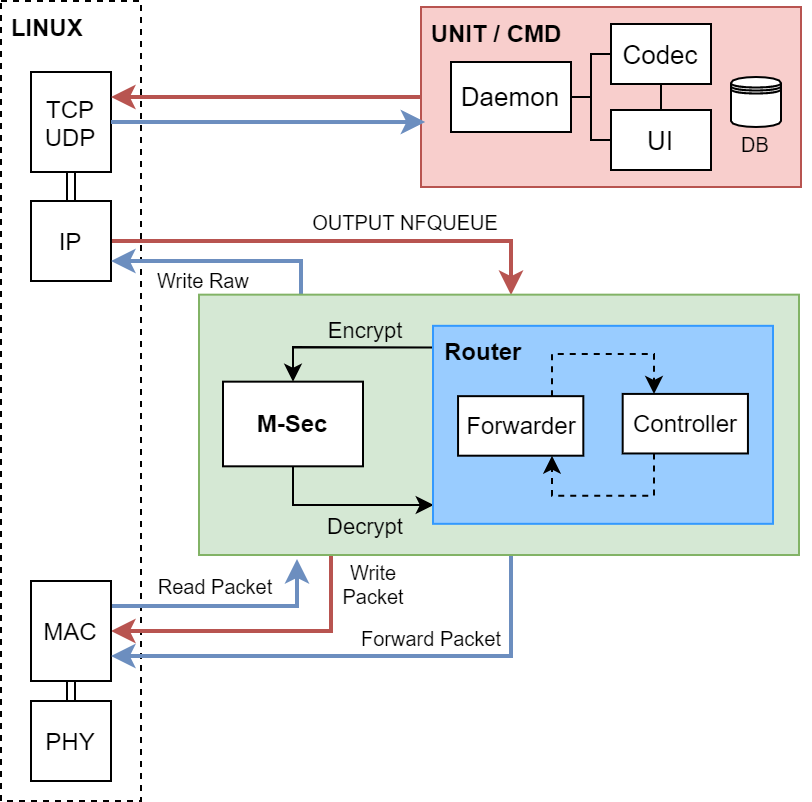 LINUX
UNIT / CMD
TCP
UDP
Daemon
Codec
UI
DB
IP
OUTPUT NFQUEUE
Write Raw
Encrypt
Router
M-Sec
Forwarder
Controller
Decrypt
Read Packet
Write
Packet
MAC
Forward Packet
PHY